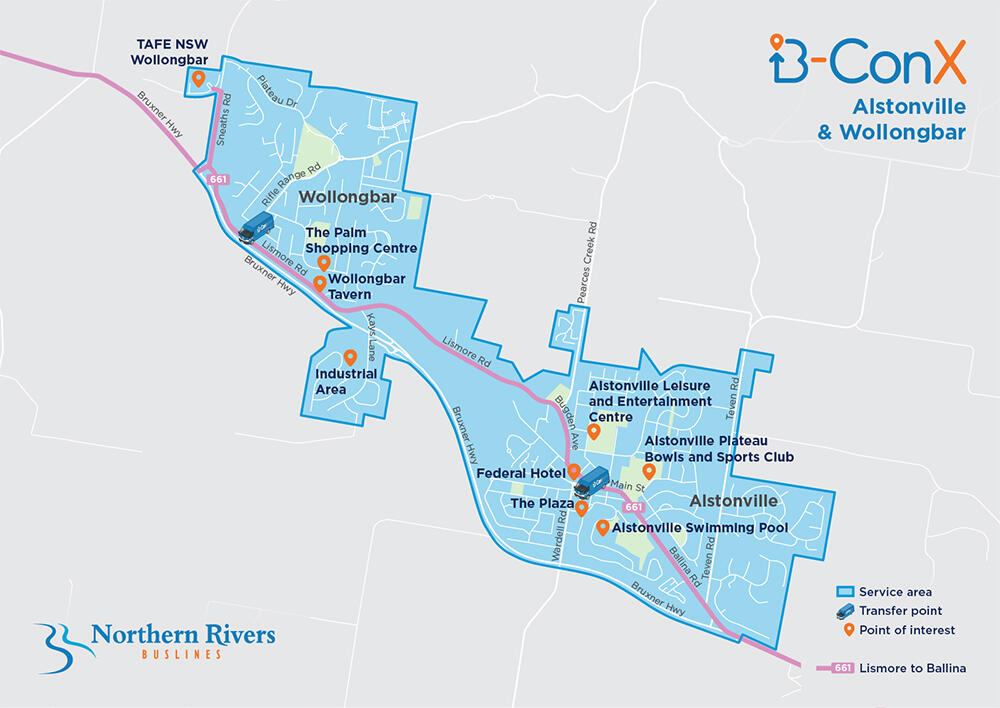 B-ConX
Alstonville
& Wollongbar
TAFE NSW
Wollongbar
Plateau Dr
Bruxner Hwy
Sneaths Rd
661
Rifle Range Rd
Wollongbar
The Palm
Shopping Centre
Lismore Rd
Bruxner Hwy
Wollongbar
Tavern
Pearces Creek Rd
Kays Lane
Lismore Rd
Industrial
Area
Bruxner Hwy
Bugden Ave
Alstonville Leisure
and Entertainment
Centre
Teven Rd
Alstonville Plateau
Bowls and Sports Club
Federal Hotel
Main St
The Plaza
661
Alstonville
Alstonville Swimming Pool
Wardell Rd
Ballina Rd
Teven Rd
Bruxner Hwy
Northern Rivers
BUSLINES
Service area
Transfer point
Point of interest
661 Lismore to Ballina